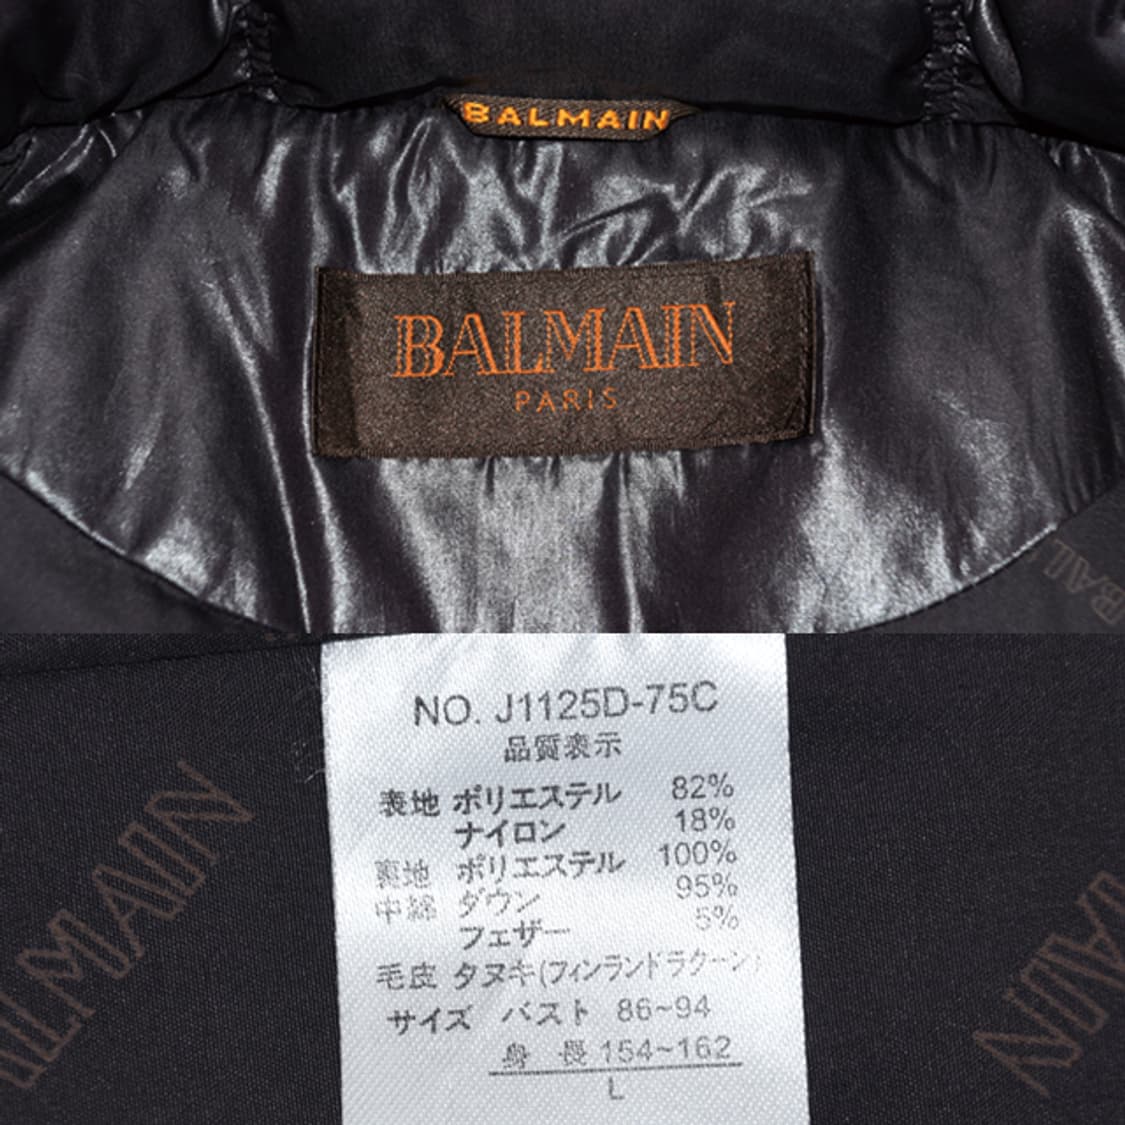 BALMAIN
BALMAIN
PARIS
BAL
NO. J1125D-75C
品質表示
表地 ポリエステル 82%
ナイロン 18%
裏地 ポリエステル 100%
中綿 ダウン 95%
フェザー 5%
毛皮 タヌキ(フィンランドラクーン)
サイズ バスト 86~94
身 長 154~162
L
ALMAIN
MAIN